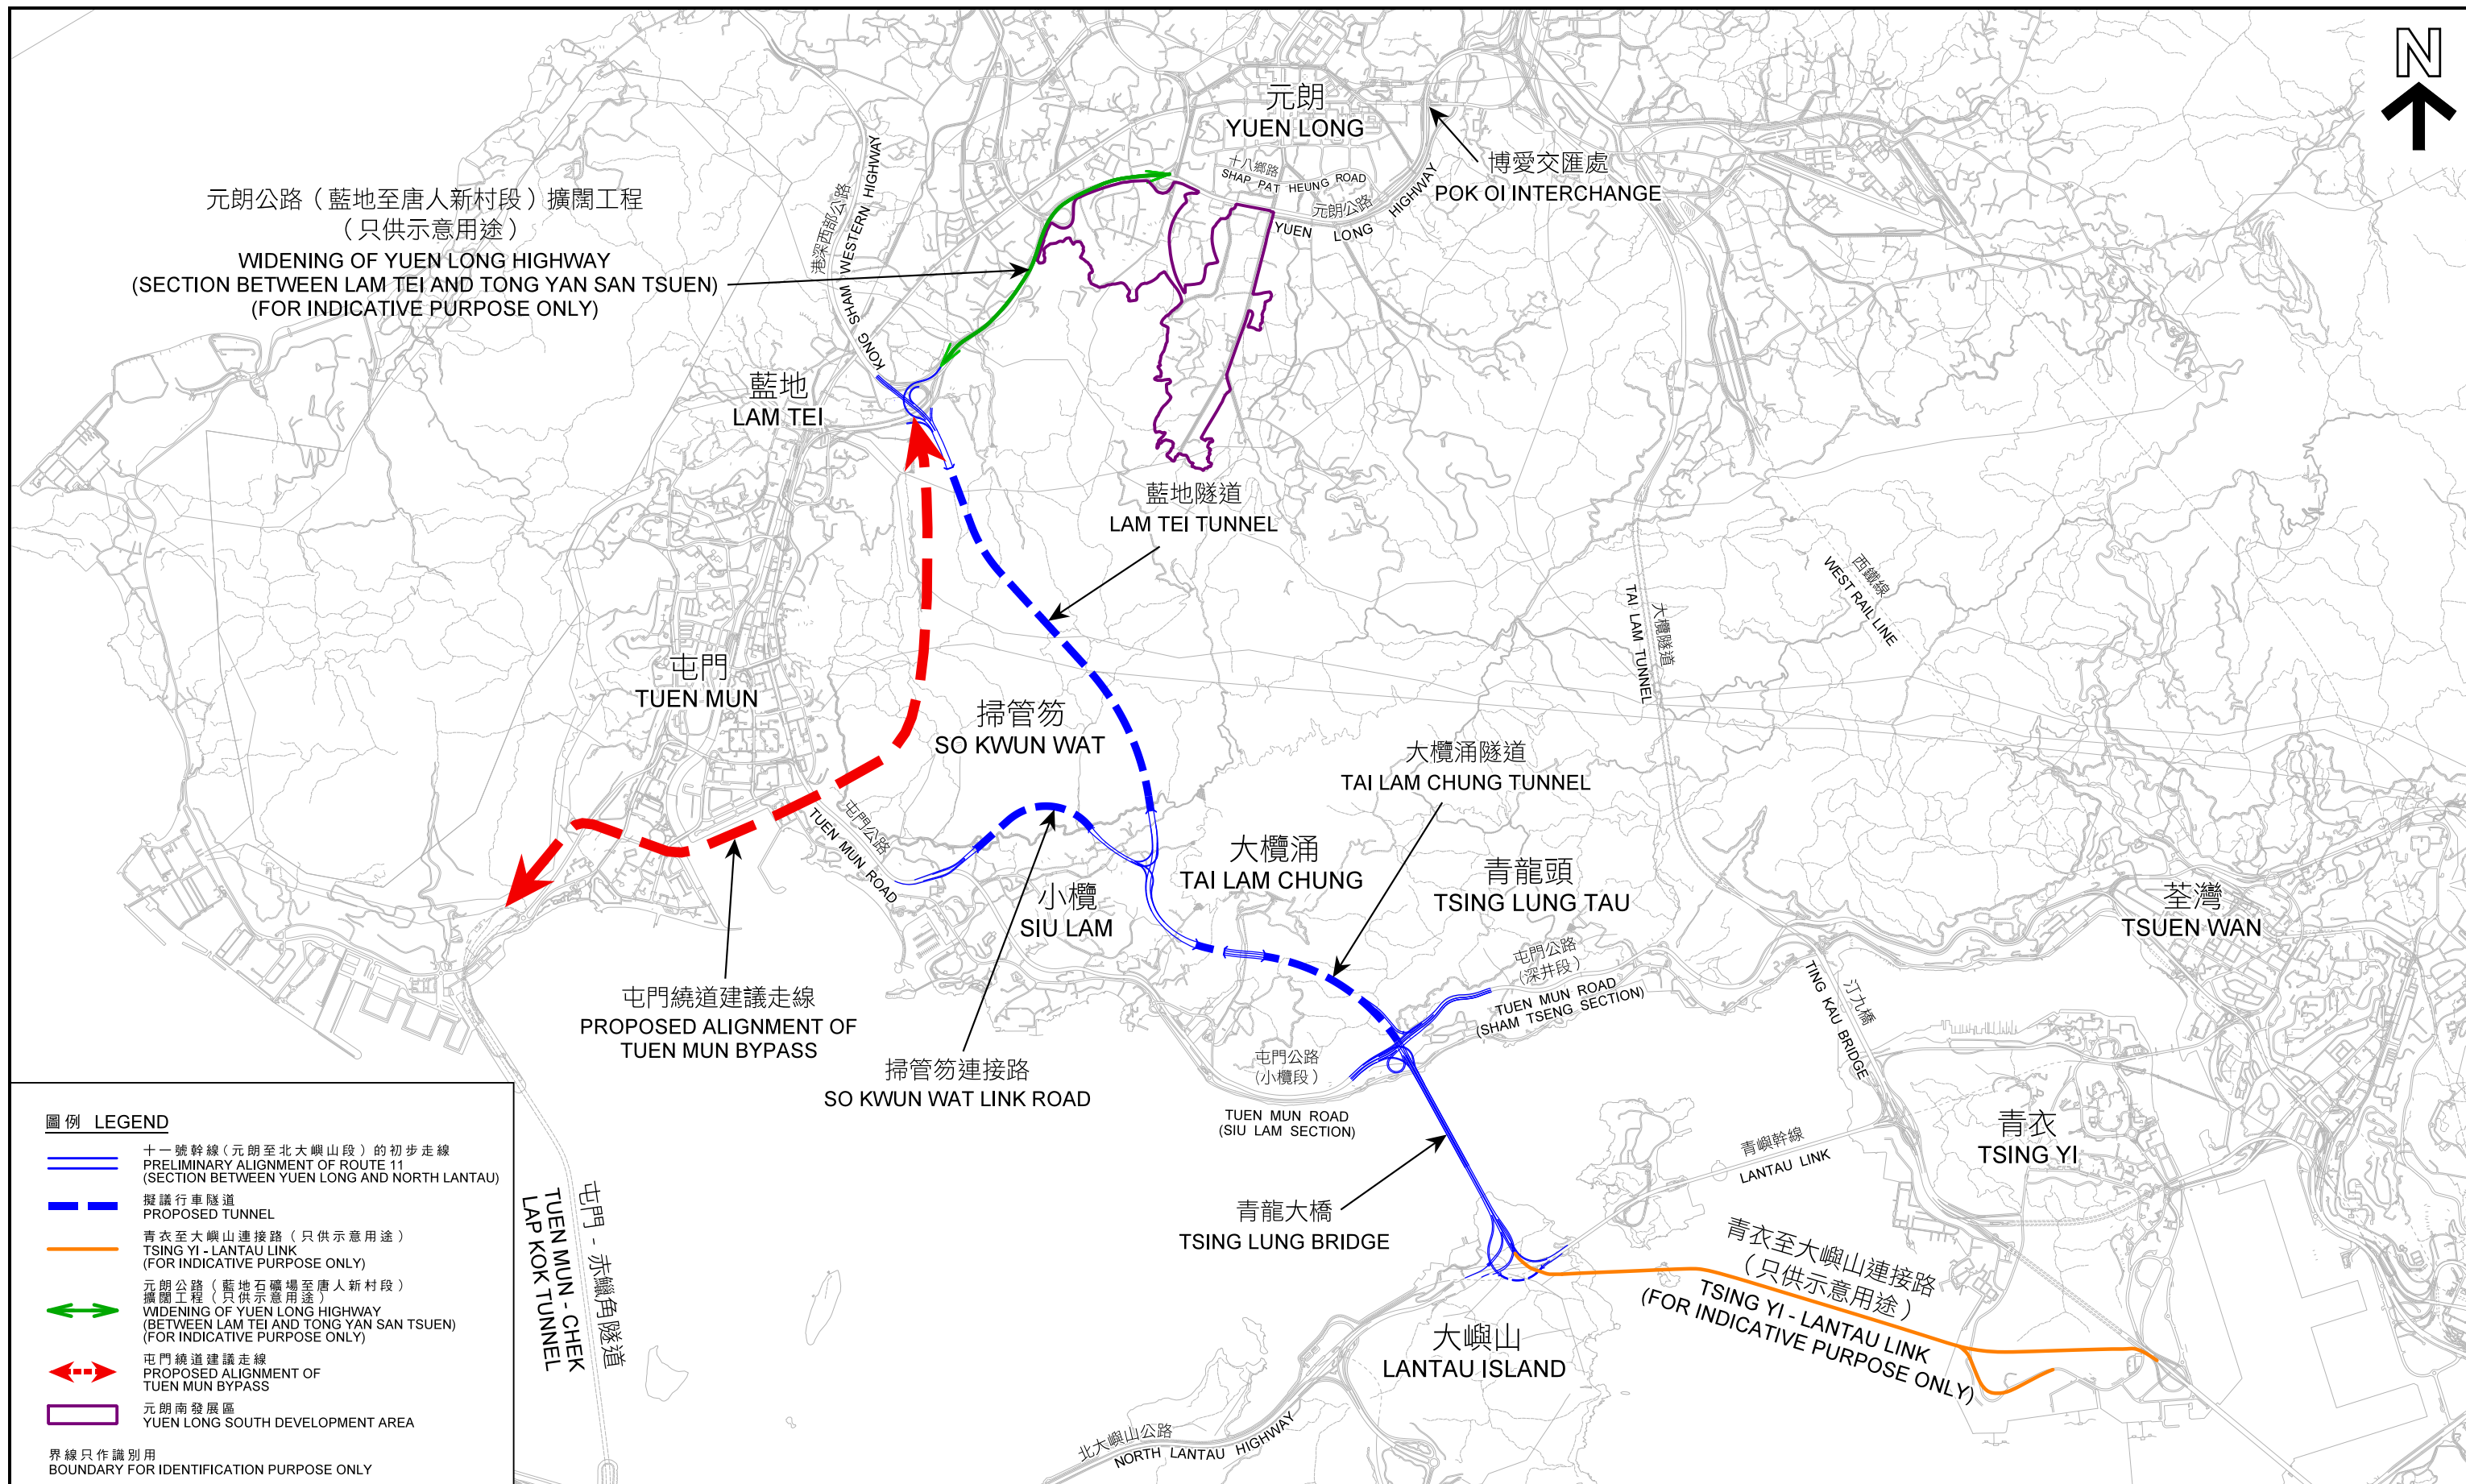 N
元朗
YUEN LONG
十八鄉路
SHAP PAT HEUNG ROAD
博愛交匯處
POK OI INTERCHANGE
元朗公路
YUEN LONG HIGHWAY
元朗公路（藍地至唐人新村段）擴闊工程
（只供示意用途）
WIDENING OF YUEN LONG HIGHWAY
(SECTION BETWEEN LAM TEI AND TONG YAN SAN TSUEN)
(FOR INDICATIVE PURPOSE ONLY)
港深西部公路
KONG SHAM WESTERN HIGHWAY
藍地
LAM TEI
藍地隧道
LAM TEI TUNNEL
西鐵線
WEST RAIL LINE
大欖隧道
TAI LAM TUNNEL
屯門
TUEN MUN
掃管笏
SO KWUN WAT
大欖涌隧道
TAI LAM CHUNG TUNNEL
屯門公路
TUEN MUN ROAD
大欖涌
TAI LAM CHUNG
青龍頭
TSING LUNG TAU
小欖
SIU LAM
荃灣
TSUEN WAN
屯門公路
（深井段）
TUEN MUN ROAD
(SHAM TSENG SECTION)
汀九橋
TING KAU BRIDGE
屯門繞道建議走線
PROPOSED ALIGNMENT OF
TUEN MUN BYPASS
掃管笏連接路
SO KWUN WAT LINK ROAD
屯門公路
（小欖段）
TUEN MUN ROAD
(SIU LAM SECTION)
青衣
TSING YI
青嶼幹線
LANTAU LINK
青龍大橋
TSING LUNG BRIDGE
屯門 - 赤鱲角隧道
TUEN MUN - CHEK
LAP KOK TUNNEL
青衣至大嶼山連接路
（只供示意用途）
TSING YI - LANTAU LINK
(FOR INDICATIVE PURPOSE ONLY)
大嶼山
LANTAU ISLAND
北大嶼山公路
NORTH LANTAU HIGHWAY
圖例 LEGEND
十一號幹線（元朗至北大嶼山段）的初步走線
PRELIMINARY ALIGNMENT OF ROUTE 11
(SECTION BETWEEN YUEN LONG AND NORTH LANTAU)
擬議行車隧道
PROPOSED TUNNEL
青衣至大嶼山連接路（只供示意用途）
TSING YI - LANTAU LINK
(FOR INDICATIVE PURPOSE ONLY)
元朗公路（藍地石礦場至唐人新村段）
擴闊工程（只供示意用途）
WIDENING OF YUEN LONG HIGHWAY
(BETWEEN LAM TEI AND TONG YAN SAN TSUEN)
(FOR INDICATIVE PURPOSE ONLY)
屯門繞道建議走線
PROPOSED ALIGNMENT OF
TUEN MUN BYPASS
元朗南發展區
YUEN LONG SOUTH DEVELOPMENT AREA
界線只作識別用
BOUNDARY FOR IDENTIFICATION PURPOSE ONLY